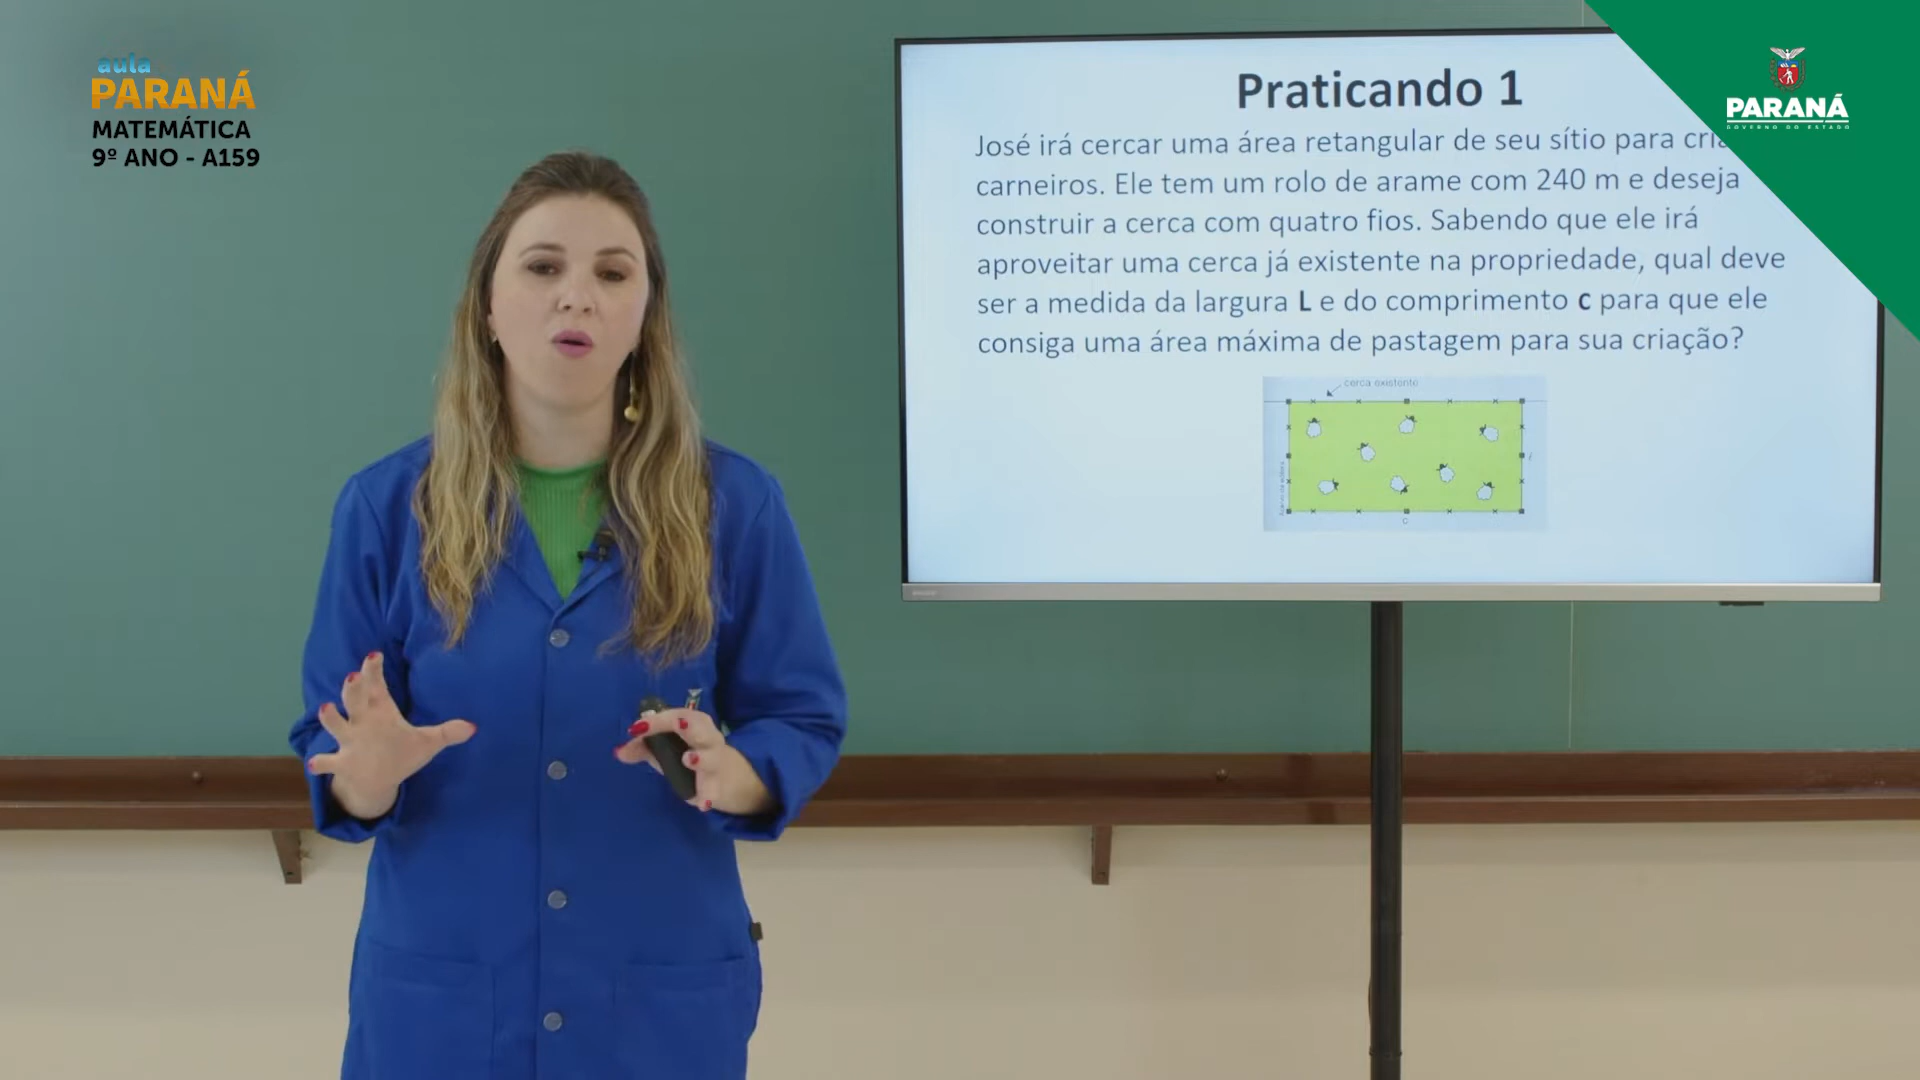 aula
PARANÁ
MATEMÁTICA
9º ANO - A159
PARANÁ
GOVERNO DO ESTADO
Praticando 1
José irá cercar uma área retangular de seu sítio para
carneiros. Ele tem um rolo de arame com 240 m e deseja
construir a cerca com quatro fios. Sabendo que ele irá
aproveitar uma cerca já existente na propriedade, qual deve
ser a medida da largura L e do comprimento c para que ele
consiga uma área máxima de pastagem para sua criação?
cerca existente
c